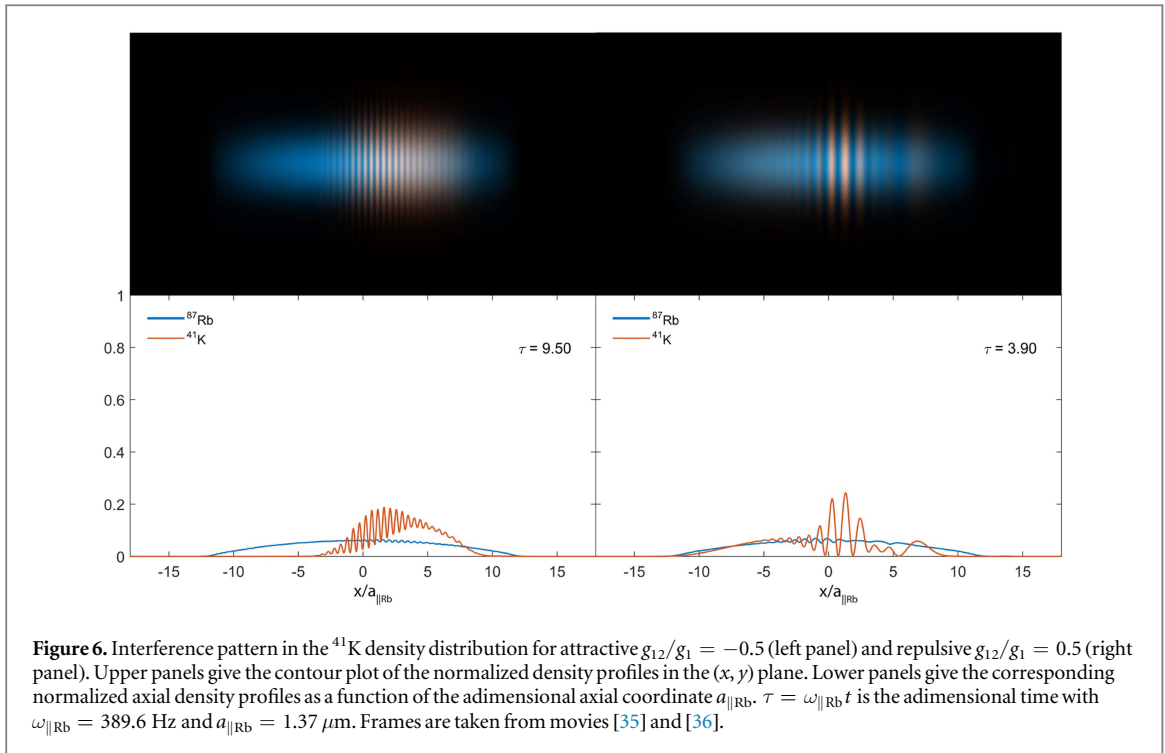 1
0.8
0.6
0.4
0.2
0
⁸⁷Rb
⁴¹K
τ = 9.50
-15 -10 -5 0 5 10 15
x/a∥Rb
⁸⁷Rb
⁴¹K
τ = 3.90
-15 -10 -5 0 5 10 15
x/a∥Rb
Figure 6. Interference pattern in the ⁴¹K density distribution for attractive g₁₂/g₁ = −0.5 (left panel) and repulsive g₁₂/g₁ = 0.5 (right
panel). Upper panels give the contour plot of the normalized density profiles in the (x, y) plane. Lower panels give the corresponding
normalized axial density profiles as a function of the adimensional axial coordinate a∥Rb. τ = ω∥Rb t is the adimensional time with
ω∥Rb = 389.6 Hz and a∥Rb = 1.37 μm. Frames are taken from movies [35] and [36].